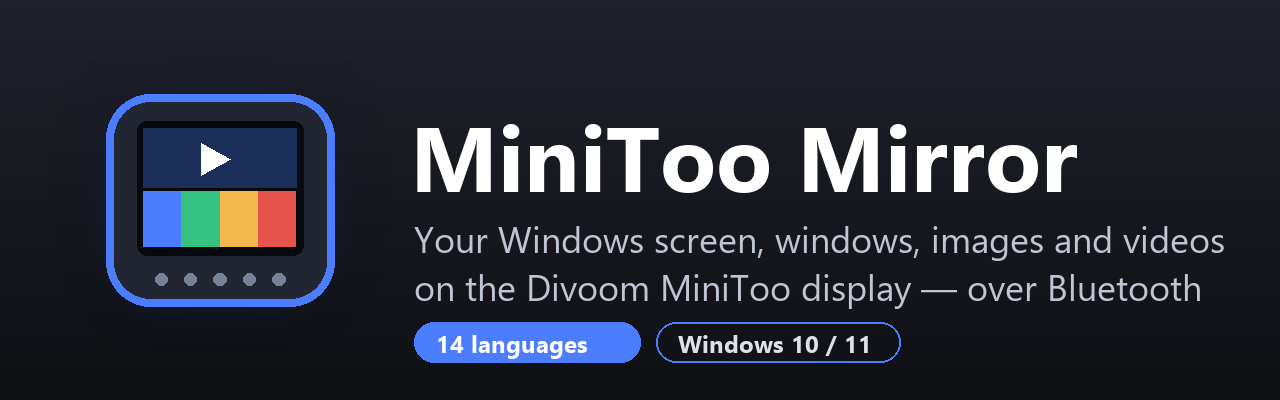 MiniToo Mirror
Your Windows screen, windows, images and videos
on the Divoom MiniToo display — over Bluetooth
14 languages
Windows 10 / 11